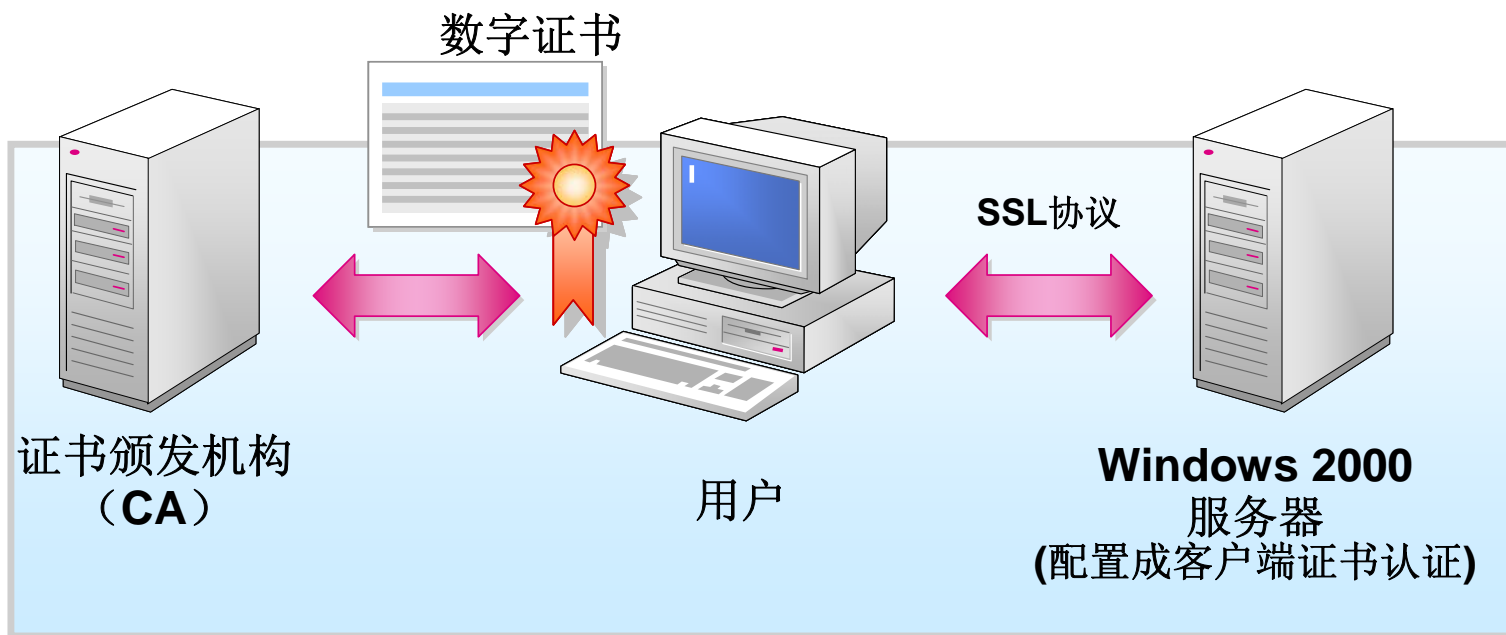 数字证书
SSL协议
证书颁发机构
（CA）
用户
Windows 2000
服务器
(配置成客户端证书认证)